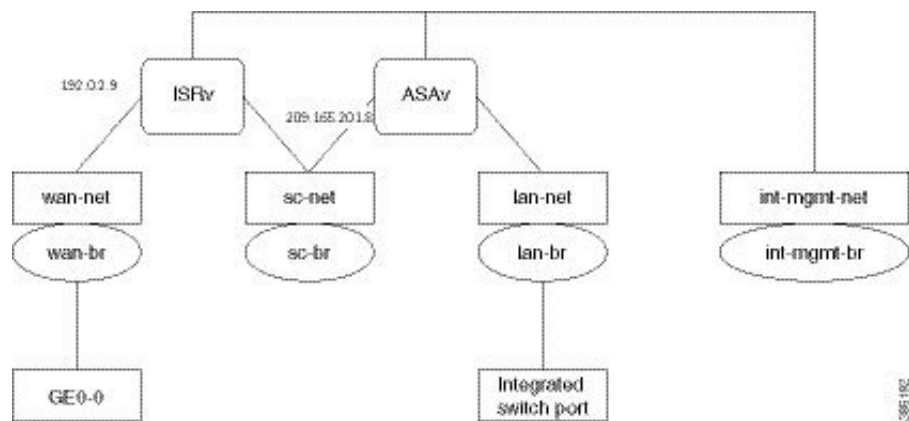 192.0.2.9
ISRv
209.165.201.8
ASAv
wan-net
sc-net
lan-net
int-mgmt-net
wan-br
sc-br
lan-br
int-mgmt-br
GE0-0
Integrated
switch port